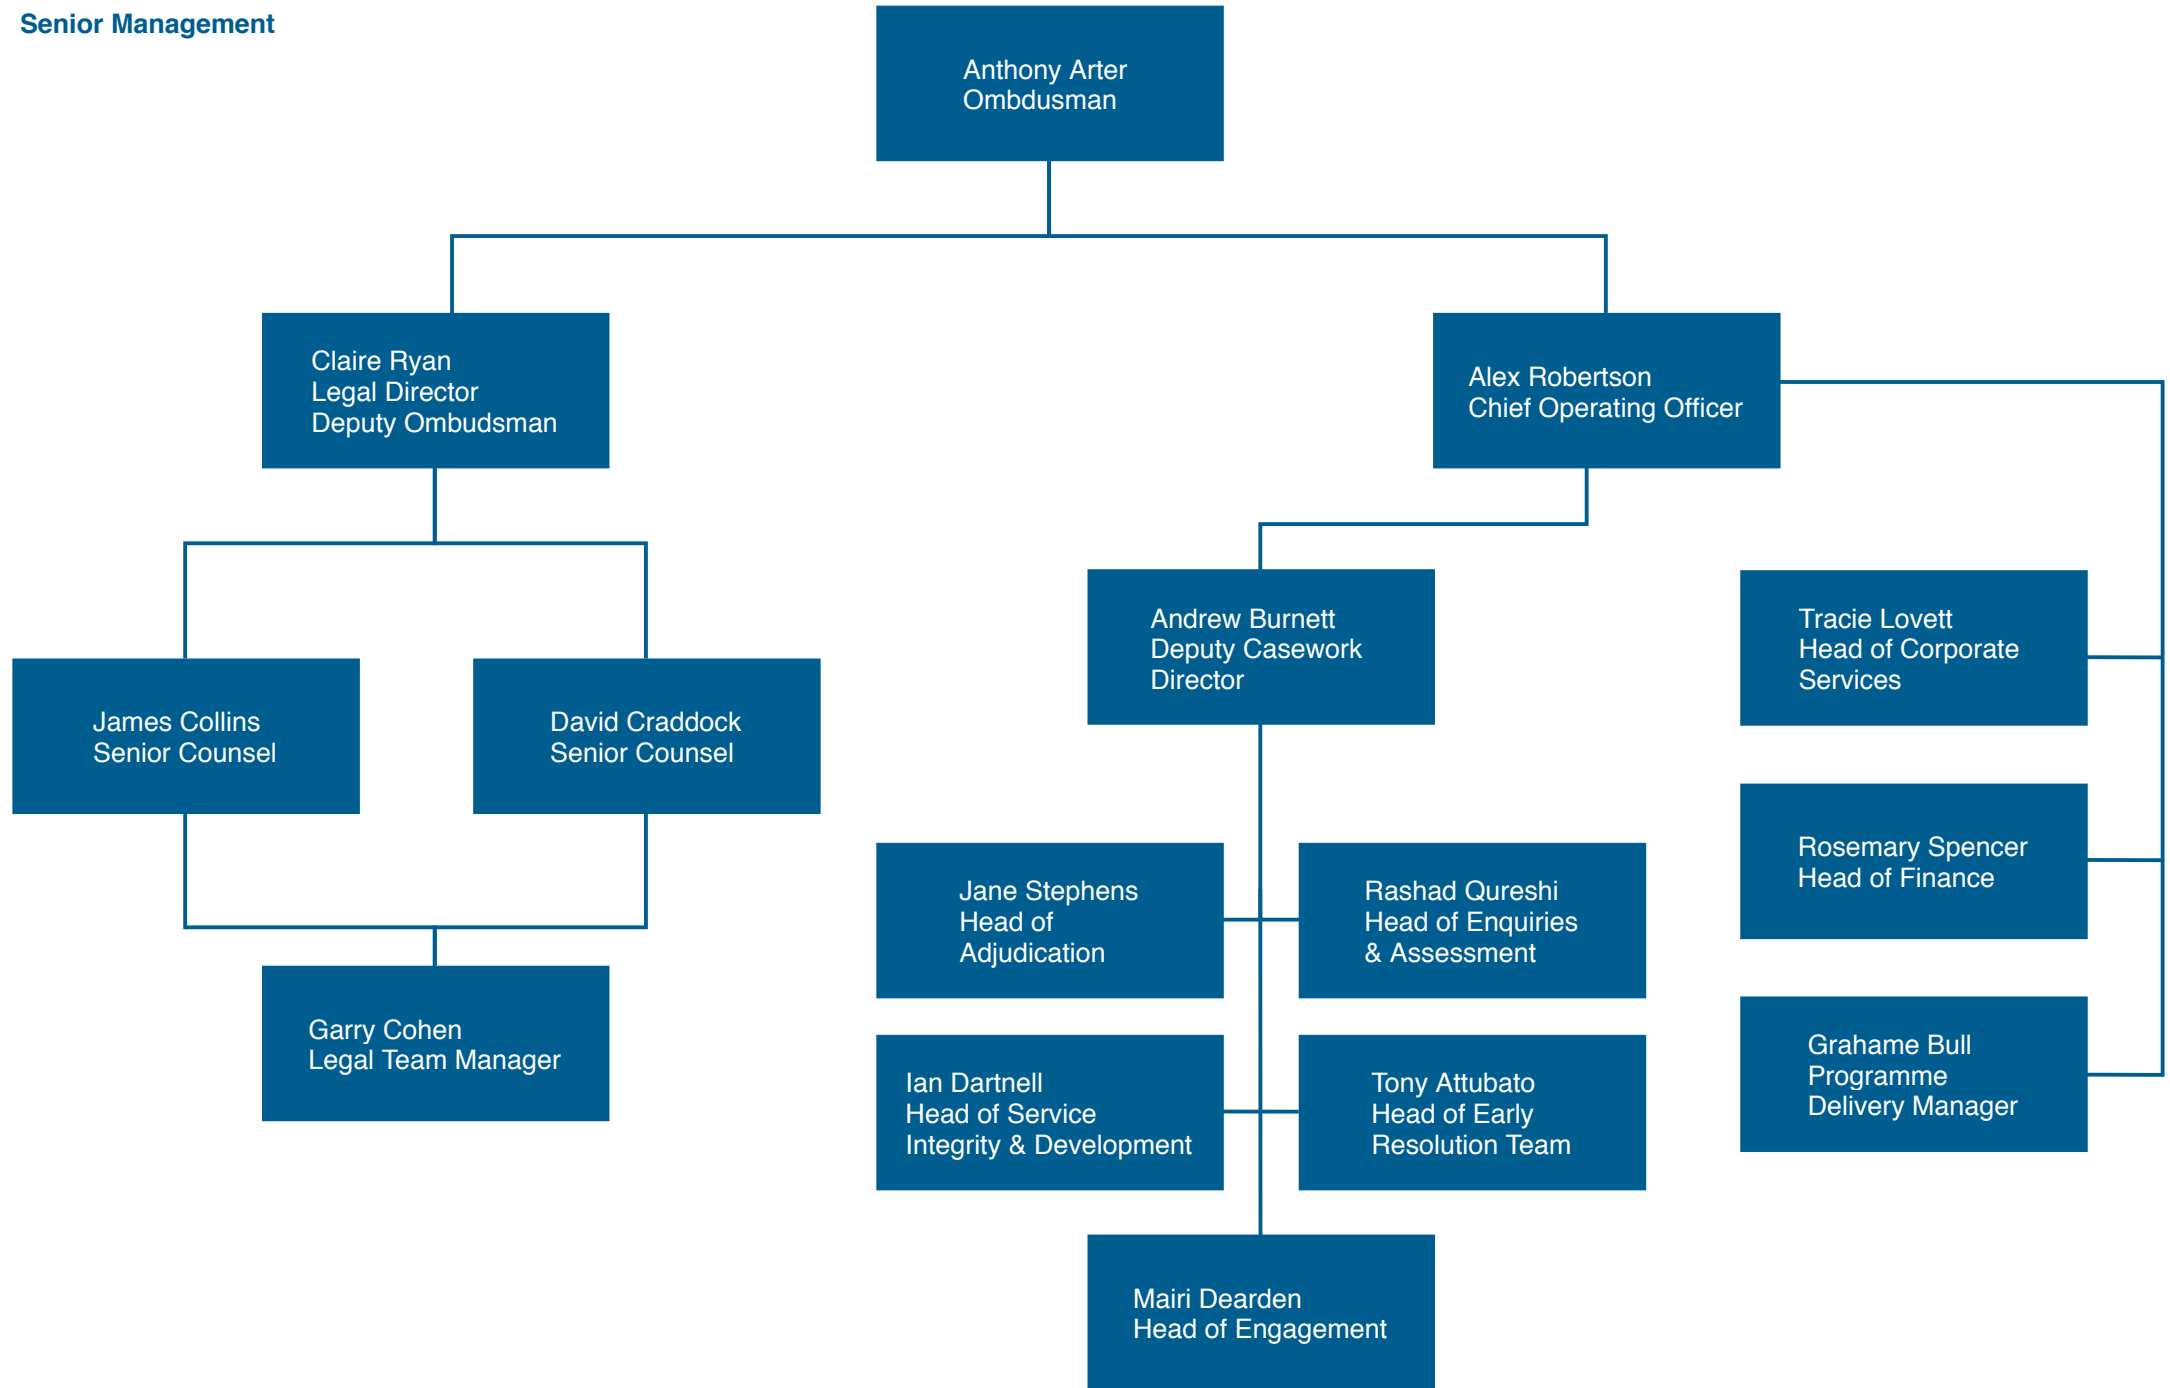 Senior Management
Anthony Arter
Ombdusman
Claire Ryan
Legal Director
Deputy Ombudsman
Alex Robertson
Chief Operating Officer
James Collins
Senior Counsel
David Craddock
Senior Counsel
Garry Cohen
Legal Team Manager
Andrew Burnett
Deputy Casework
Director
Jane Stephens
Head of
Adjudication
Rashad Qureshi
Head of Enquiries
& Assessment
Ian Dartnell
Head of Service
Integrity & Development
Tony Attubato
Head of Early
Resolution Team
Mairi Dearden
Head of Engagement
Tracie Lovett
Head of Corporate
Services
Rosemary Spencer
Head of Finance
Grahame Bull
Programme
Delivery Manager